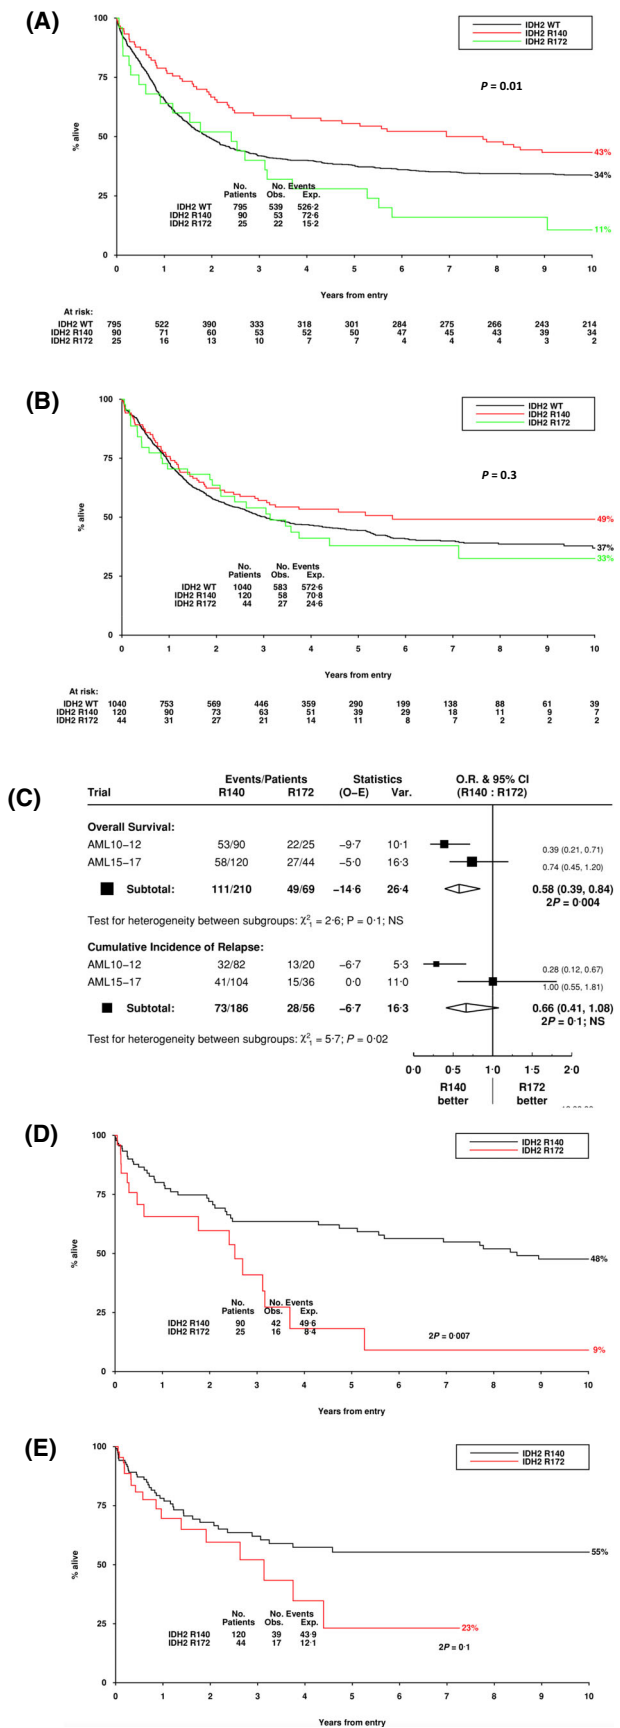 (A)
IDH2 WT
IDH2 R140
IDH2 R172
P = 0.01
% alive
100
75
50
25
0
43%
34%
11%
No. No. Events
Patients Obs. Exp.
IDH2 WT 795 539 526·2
IDH2 R140 90 53 72·6
IDH2 R172 25 22 15·2
0 1 2 3 4 5 6 7 8 9 10
Years from entry
At risk:
IDH2 WT 795 522 390 333 318 301 284 275 266 243 214
IDH2 R140 90 71 60 53 52 50 47 45 43 39 34
IDH2 R172 25 16 13 10 7 7 4 4 4 3 2
(B)
IDH2 WT
IDH2 R140
IDH2 R172
P = 0.3
% alive
100
75
50
25
0
49%
37%
33%
No. No. Events
Patients Obs. Exp.
IDH2 WT 1040 583 572·6
IDH2 R140 120 58 70·8
IDH2 R172 44 27 24·6
0 1 2 3 4 5 6 7 8 9 10
Years from entry
At risk:
IDH2 WT 1040 753 569 446 359 290 199 138 88 61 39
IDH2 R140 120 90 73 63 51 39 29 18 11 9 7
IDH2 R172 44 31 27 21 14 11 8 7 2 2 2
(C)
Events/Patients Statistics O.R. & 95% CI
Trial R140 R172 (O−E) Var. (R140 : R172)
Overall Survival:
AML10−12 53/90 22/25 −9·7 10·1 0.39 (0.21, 0.71)
AML15−17 58/120 27/44 −5·0 16·3 0.74 (0.45, 1.20)
Subtotal: 111/210 49/69 −14·6 26·4 0.58 (0.39, 0.84)
2P = 0·004
Test for heterogeneity between subgroups: χ²₁ = 2·6; P = 0·1; NS
Cumulative Incidence of Relapse:
AML10−12 32/82 13/20 −6·7 5·3 0.28 (0.12, 0.67)
AML15−17 41/104 15/36 0·0 11·0 1.00 (0.55, 1.81)
Subtotal: 73/186 28/56 −6·7 16·3 0.66 (0.41, 1.08)
2P = 0·1; NS
Test for heterogeneity between subgroups: χ²₁ = 5·7; P = 0·02
0·0 0·5 1·0 1·5 2·0
R140 R172
better better
(D)
IDH2 R140
IDH2 R172
% alive
100
75
50
25
0
48%
9%
No. No. Events
Patients Obs. Exp.
IDH2 R140 90 42 49·6
IDH2 R172 25 16 8·4
2P = 0·007
0 1 2 3 4 5 6 7 8 9 10
Years from entry
(E)
IDH2 R140
IDH2 R172
% alive
100
75
50
25
0
55%
23%
No. No. Events
Patients Obs. Exp.
IDH2 R140 120 39 43·9
IDH2 R172 44 17 12·1
2P = 0·1
0 1 2 3 4 5 6 7 8 9 10
Years from entry